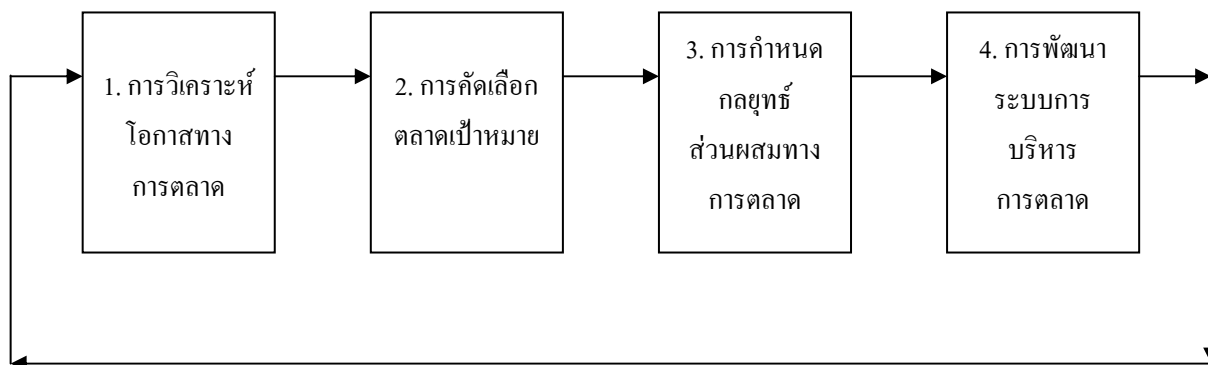 1. การวิเคราะห์
โอกาสทาง
การตลาด
2. การคัดเลือก
ตลาดเป้าหมาย
3. การกำหนด
กลยุทธ์
ส่วนผสมทาง
การตลาด
4. การพัฒนา
ระบบการ
บริหาร
การตลาด